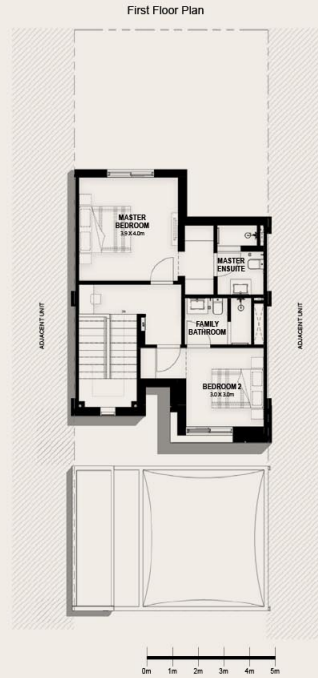 First Floor Plan
MASTER
BEDROOM
3.9 X 4.0m
MASTER
ENSUITE
ADJACENT UNIT
ADJACENT UNIT
FAMILY
BATHROOM
BEDROOM 2
3.0 X 3.0m
0m 1m 2m 3m 4m 5m